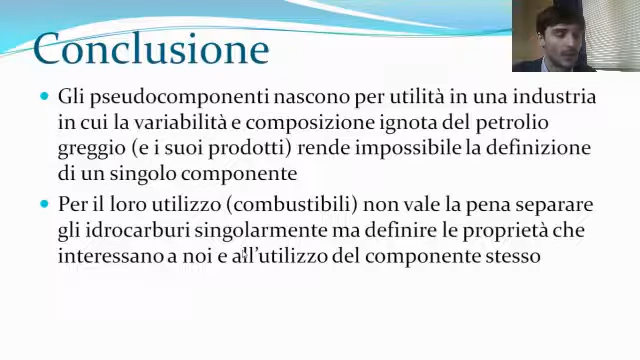 Conclusione
Gli pseudocomponenti nascono per utilità in una industria
in cui la variabilità e composizione ignota del petrolio
greggio (e i suoi prodotti) rende impossibile la definizione
di un singolo componente
Per il loro utilizzo (combustibili) non vale la pena separare
gli idrocarburi singolarmente ma definire le proprietà che
interessano a noi e all'utilizzo del componente stesso